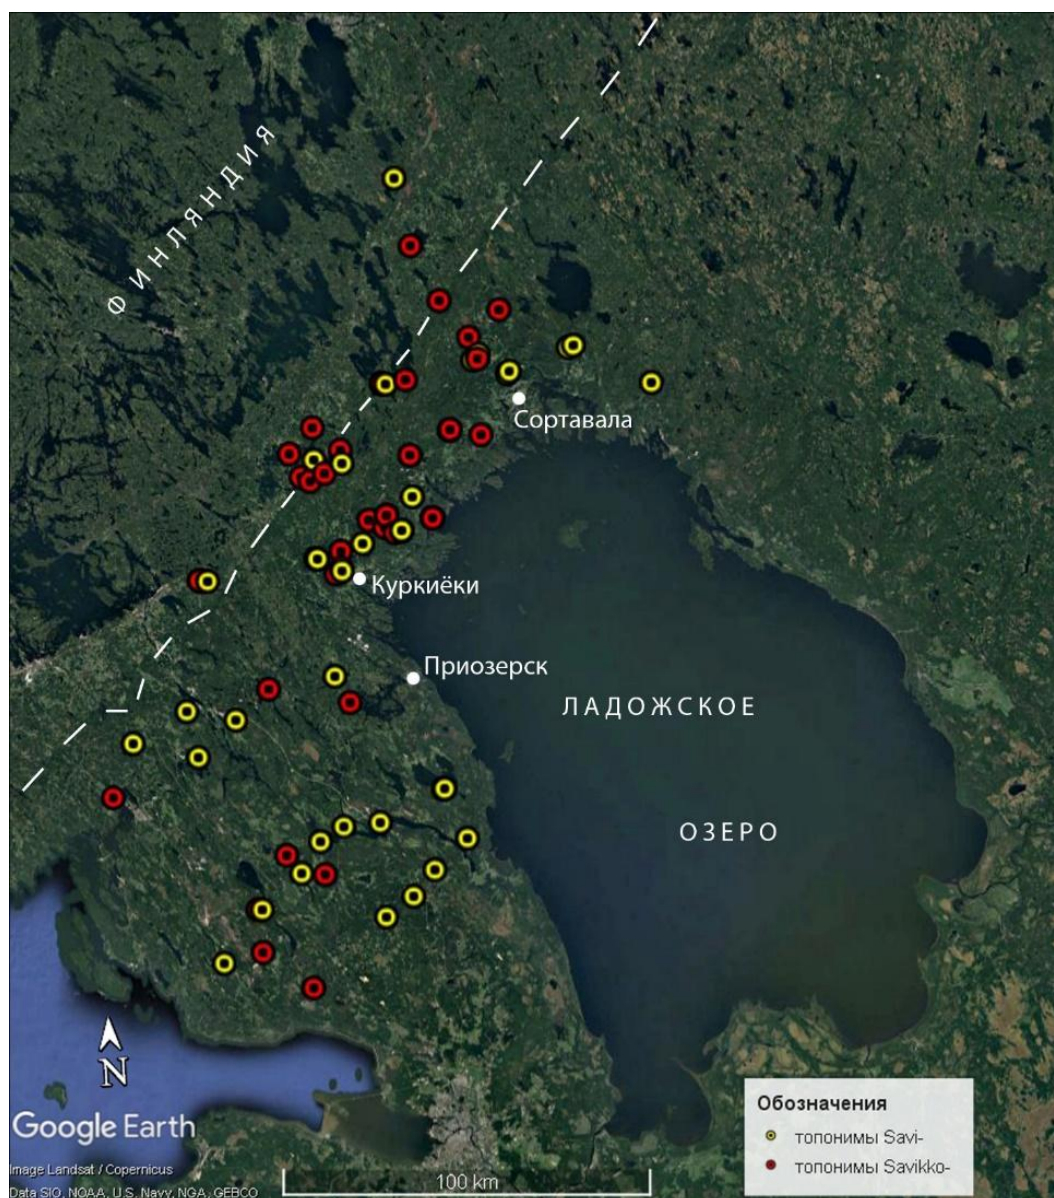 ФИНЛЯНДИЯ
Сортавала
Куркиёки
Приозерск
ЛАДОЖСКОЕ
ОЗЕРО
N
Google Earth
Image Landsat / Copernicus
Data SIO, NOAA, U.S. Navy, NGA, GEBCO
100 km
Обозначения
топонимы Savi-
топонимы Savikko-